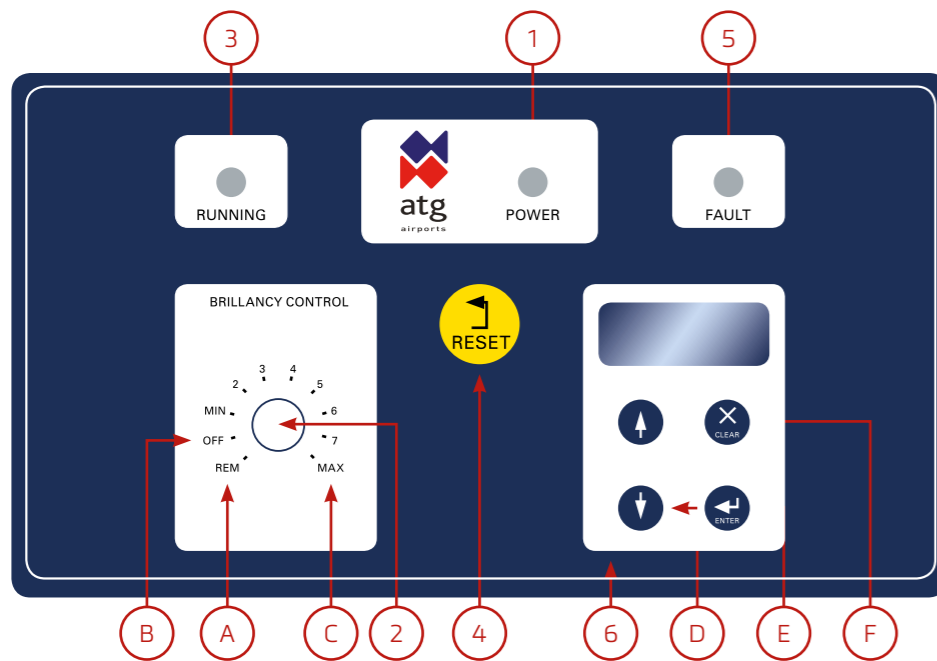 3 1 5
RUNNING
atg
airports
POWER
FAULT
BRILLANCY CONTROL
3 4
2 5
MIN 6
OFF 7
REM MAX
RESET
CLEAR
ENTER
B A C 2 4 6 D E F